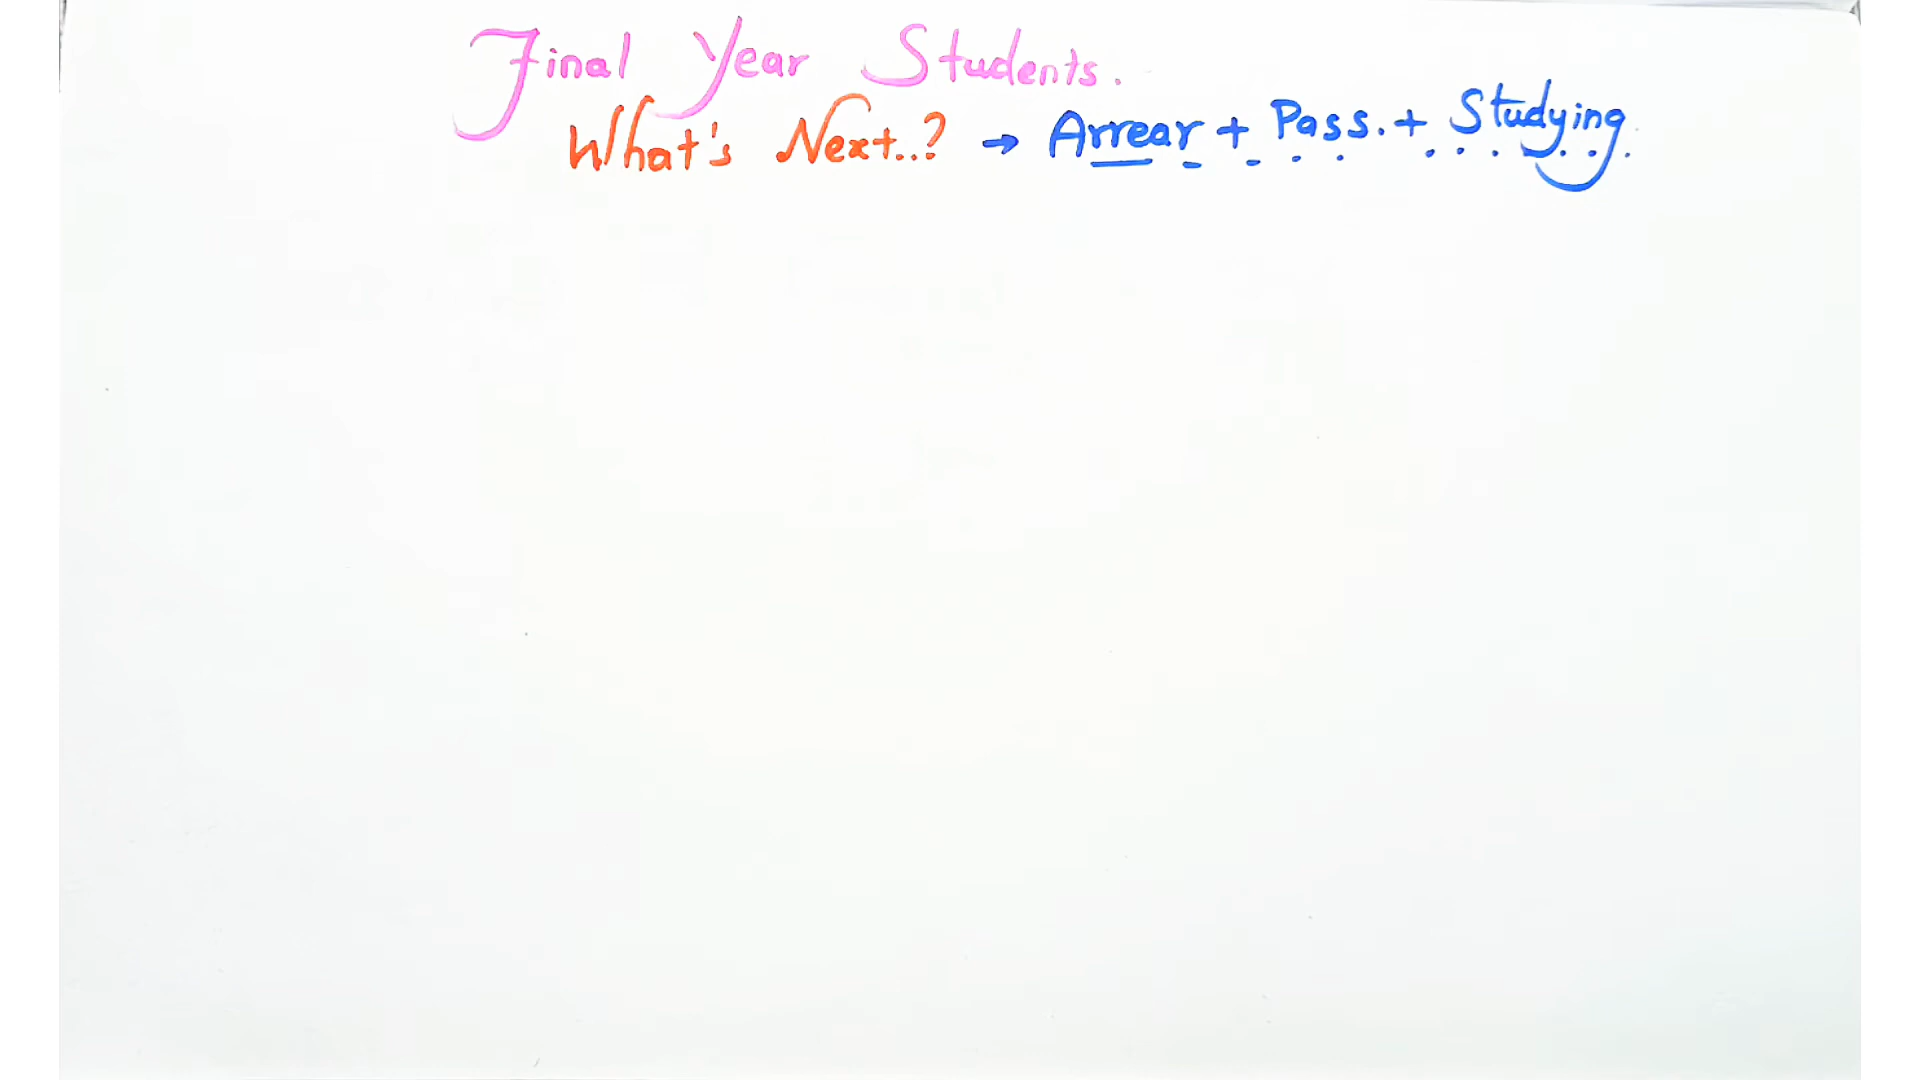 Final Year Students.
What's Next..? → Arrear + Pass. + Studying